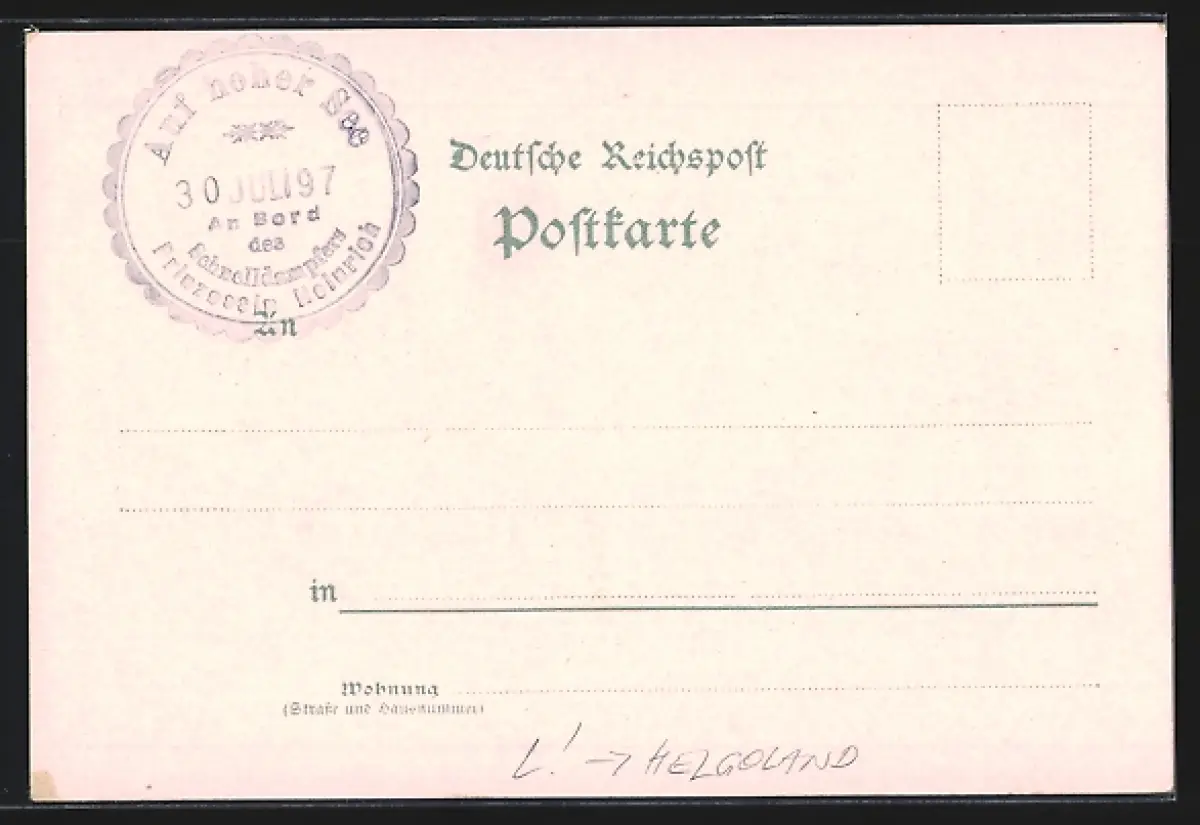 Auf hoher See
30 JULI 97
An Bord
des
Schnelldampfers
Prinzessin Heinrich
Deutsche Reichspost
Postkarte
An
in
Wohnung
(Straße und Hausnummer)
L! → HELGOLAND